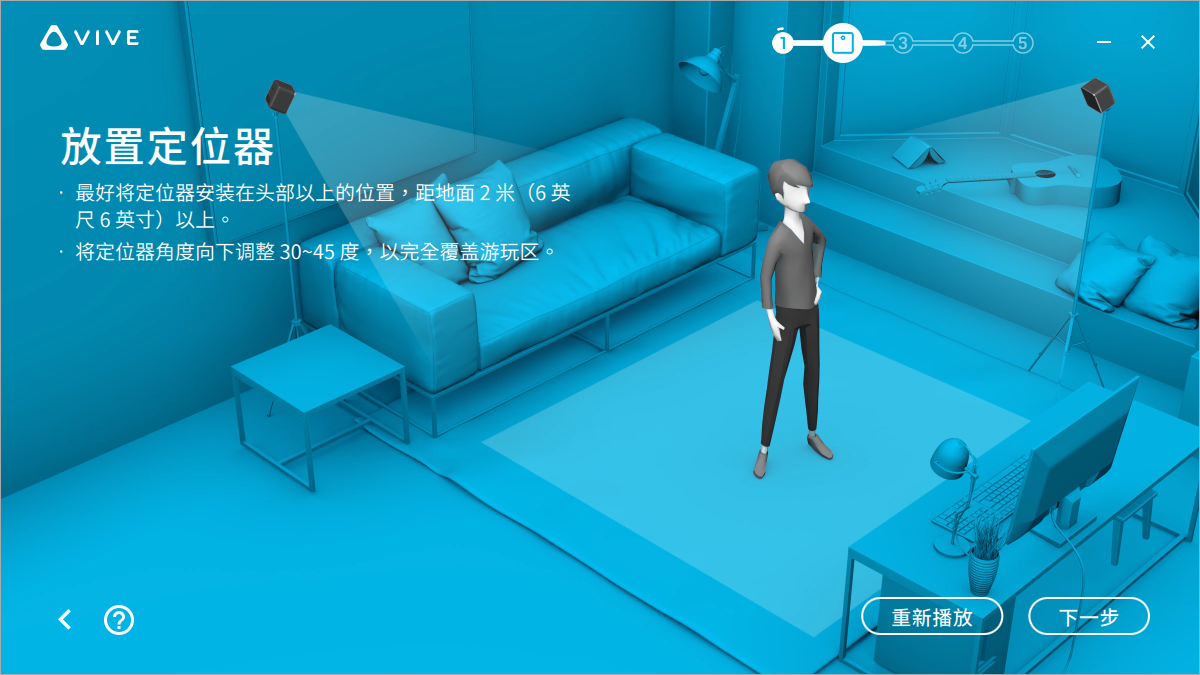 VIVE
1 3 4 5
放置定位器
· 最好将定位器安装在头部以上的位置，距地面 2 米（6 英
尺 6 英寸）以上。
· 将定位器角度向下调整 30~45 度，以完全覆盖游玩区。
重新播放 下一步